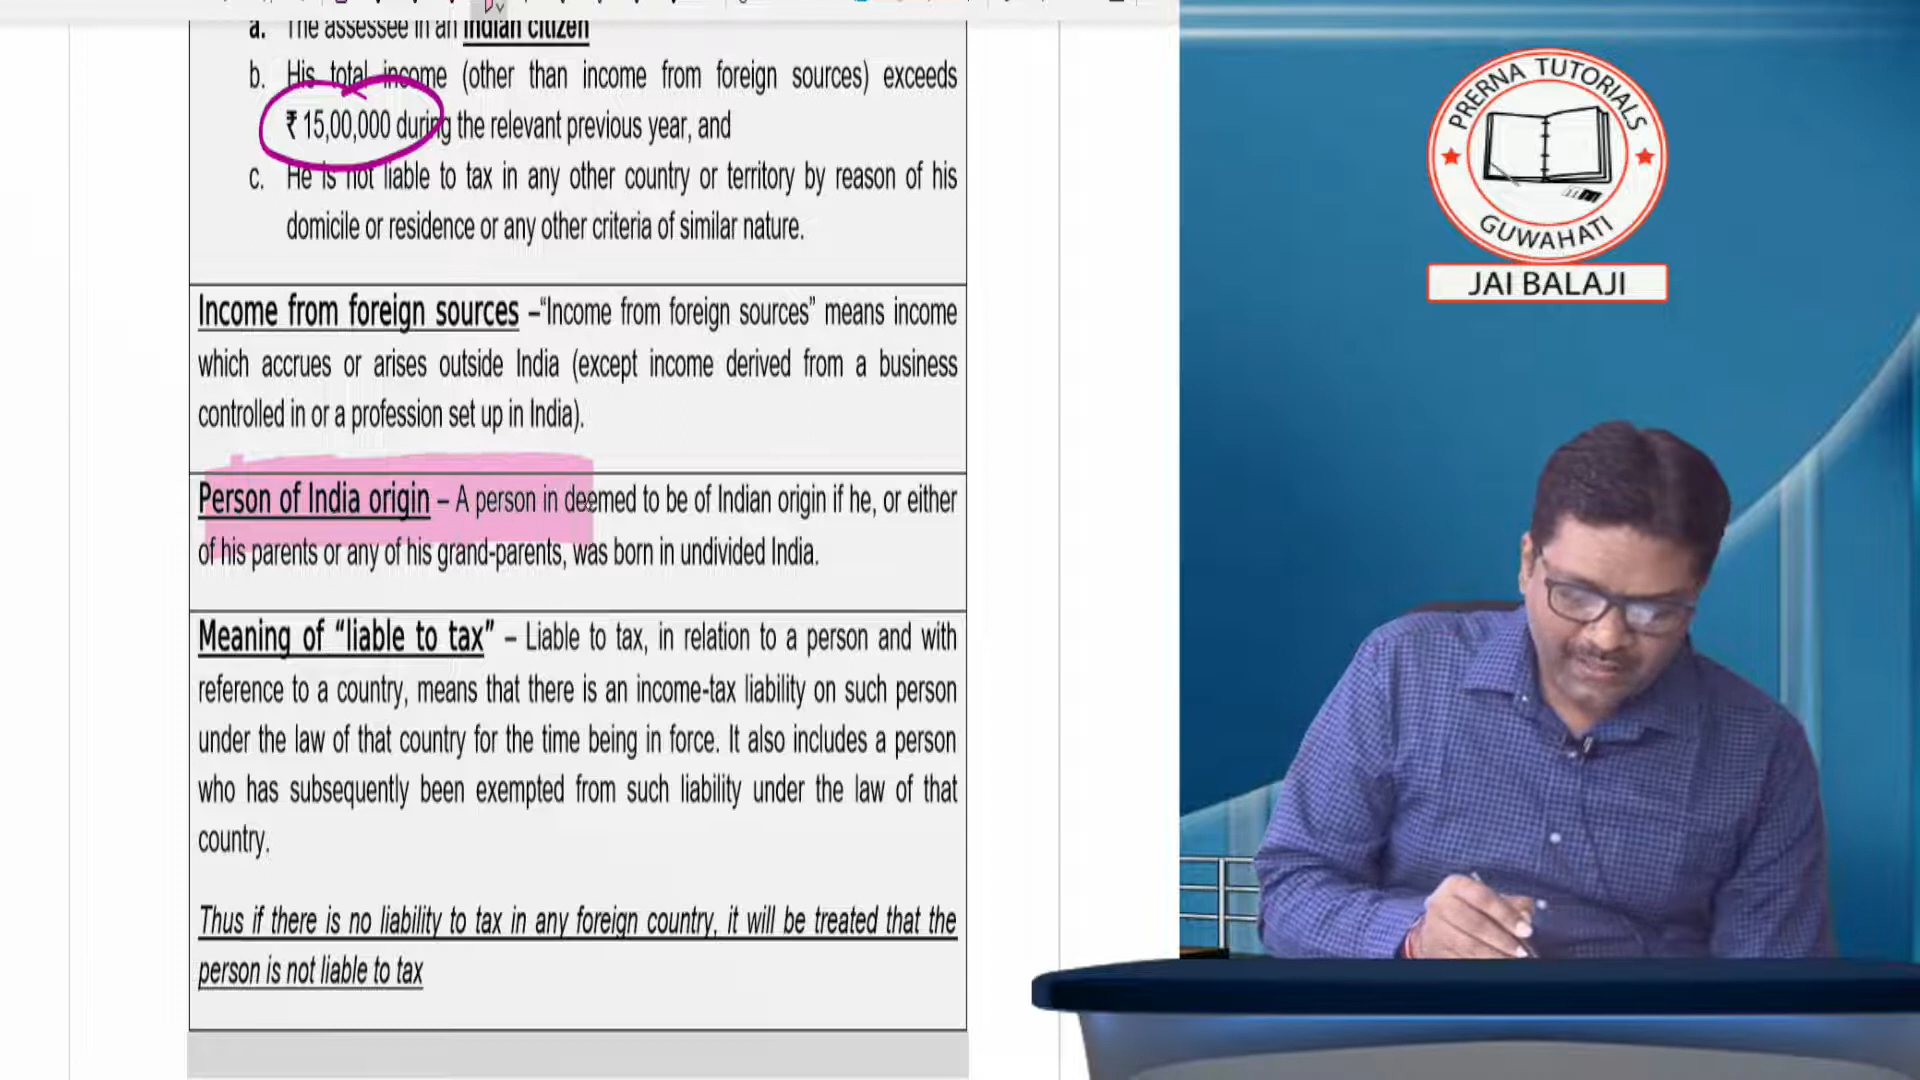 a. The assessee in an Indian citizen
b. His total income (other than income from foreign sources) exceeds
₹ 15,00,000 during the relevant previous year, and
c. He is not liable to tax in any other country or territory by reason of his
domicile or residence or any other criteria of similar nature.
Income from foreign sources –“Income from foreign sources” means income
which accrues or arises outside India (except income derived from a business
controlled in or a profession set up in India).
Person of India origin – A person in deemed to be of Indian origin if he, or either
of his parents or any of his grand-parents, was born in undivided India.
Meaning of “liable to tax” – Liable to tax, in relation to a person and with
reference to a country, means that there is an income-tax liability on such person
under the law of that country for the time being in force. It also includes a person
who has subsequently been exempted from such liability under the law of that
country.
Thus if there is no liability to tax in any foreign country, it will be treated that the
person is not liable to tax
PRERNA TUTORIALS
GUWAHATI
JAI BALAJI